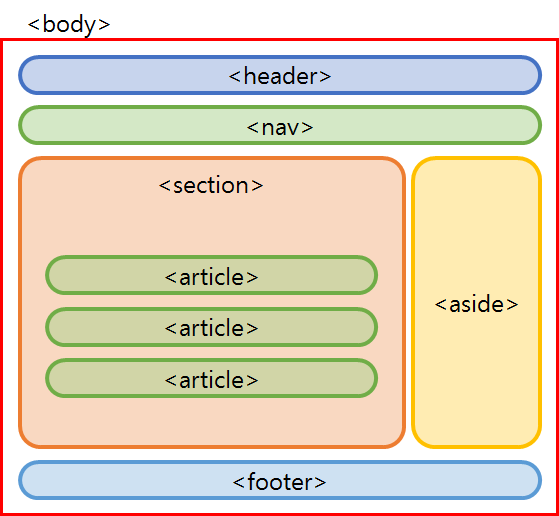 <body>
<header>
<nav>
<section>
<article>
<article>
<article>
<aside>
<footer>